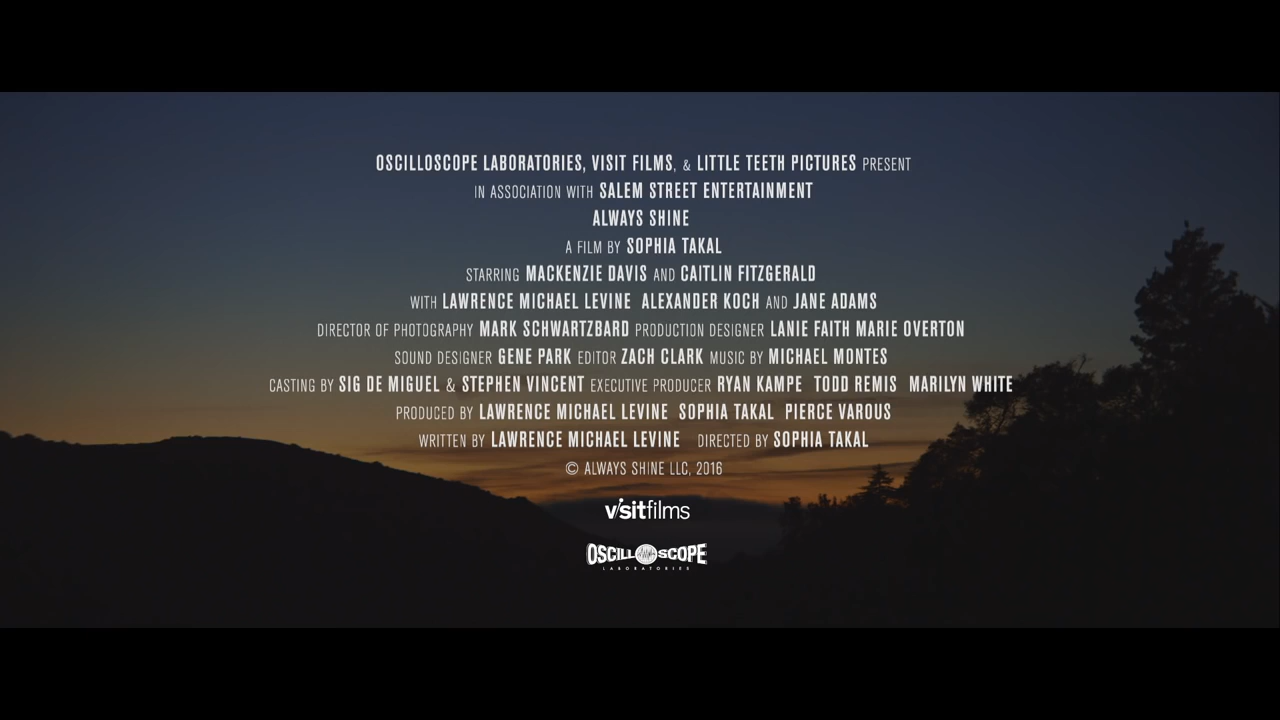 OSCILLOSCOPE LABORATORIES, VISIT FILMS, & LITTLE TEETH PICTURES PRESENT
IN ASSOCIATION WITH SALEM STREET ENTERTAINMENT
ALWAYS SHINE
A FILM BY SOPHIA TAKAL
STARRING MACKENZIE DAVIS AND CAITLIN FITZGERALD
WITH LAWRENCE MICHAEL LEVINE ALEXANDER KOCH AND JANE ADAMS
DIRECTOR OF PHOTOGRAPHY MARK SCHWARTZBARD PRODUCTION DESIGNER LANIE FAITH MARIE OVERTON
SOUND DESIGNER GENE PARK EDITOR ZACH CLARK MUSIC BY MICHAEL MONTES
CASTING BY SIG DE MIGUEL & STEPHEN VINCENT EXECUTIVE PRODUCER RYAN KAMPE TODD REMIS MARILYN WHITE
PRODUCED BY LAWRENCE MICHAEL LEVINE SOPHIA TAKAL PIERCE VAROUS
WRITTEN BY LAWRENCE MICHAEL LEVINE DIRECTED BY SOPHIA TAKAL
© ALWAYS SHINE LLC, 2016
visitfilms
OSCILLOSCOPE
LABORATORIES